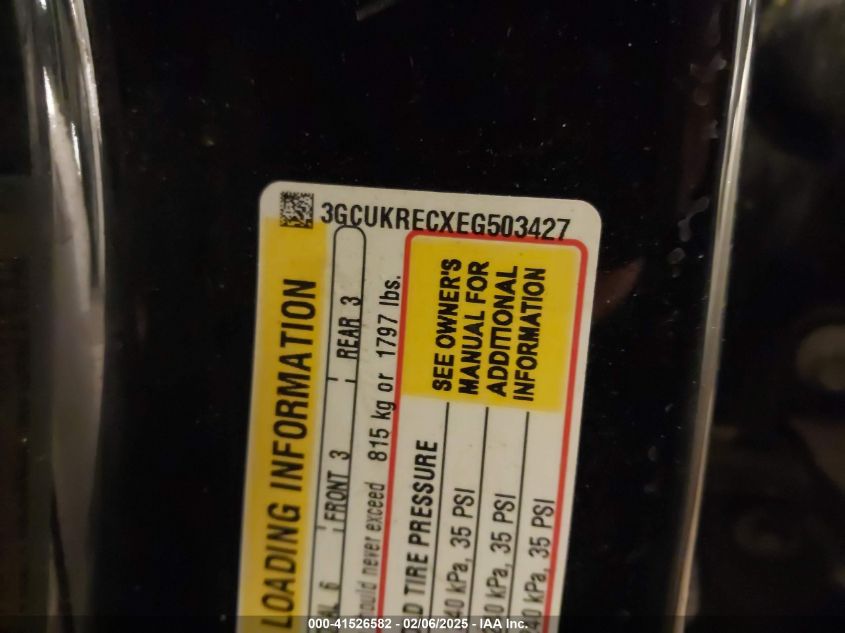 3GCUKRECXEG503427
LOADING INFORMATION
6 FRONT 3 REAR 3
never exceed 815 kg or 1797 lbs.
TIRE PRESSURE
SEE OWNER'S
MANUAL FOR
ADDITIONAL
INFORMATION
kPa, 35 PSI
kPa, 35 PSI
kPa, 35 PSI
000-41526582 - 02/06/2025 - IAA Inc.